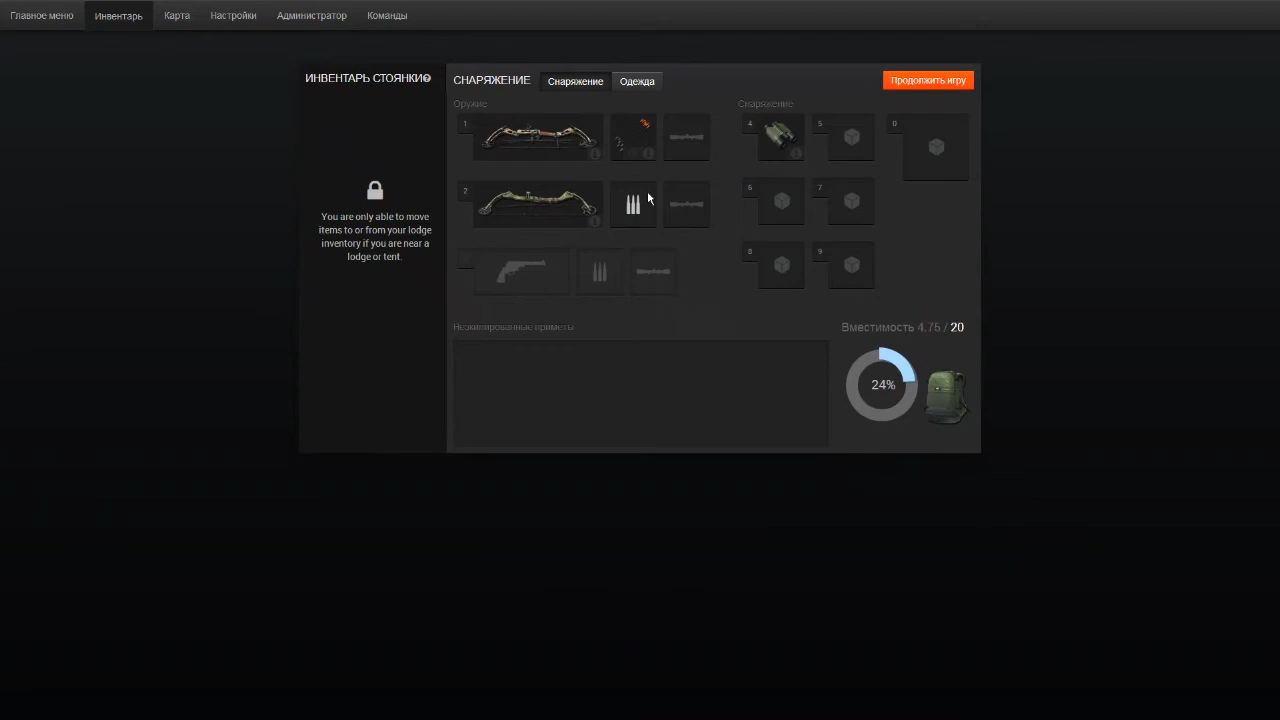 Главное меню Инвентарь Карта Настройки Администратор Команды
ИНВЕНТАРЬ СТОЯНКИ
You are only able to move
items to or from your lodge
inventory if you are near a
lodge or tent.
СНАРЯЖЕНИЕ Снаряжение Одежда Продолжить игру
Оружие Снаряжение
1 4 5 0
2 6 7
8 9
Неэкипированные приметы
Вместимость 4.75 / 20
24%